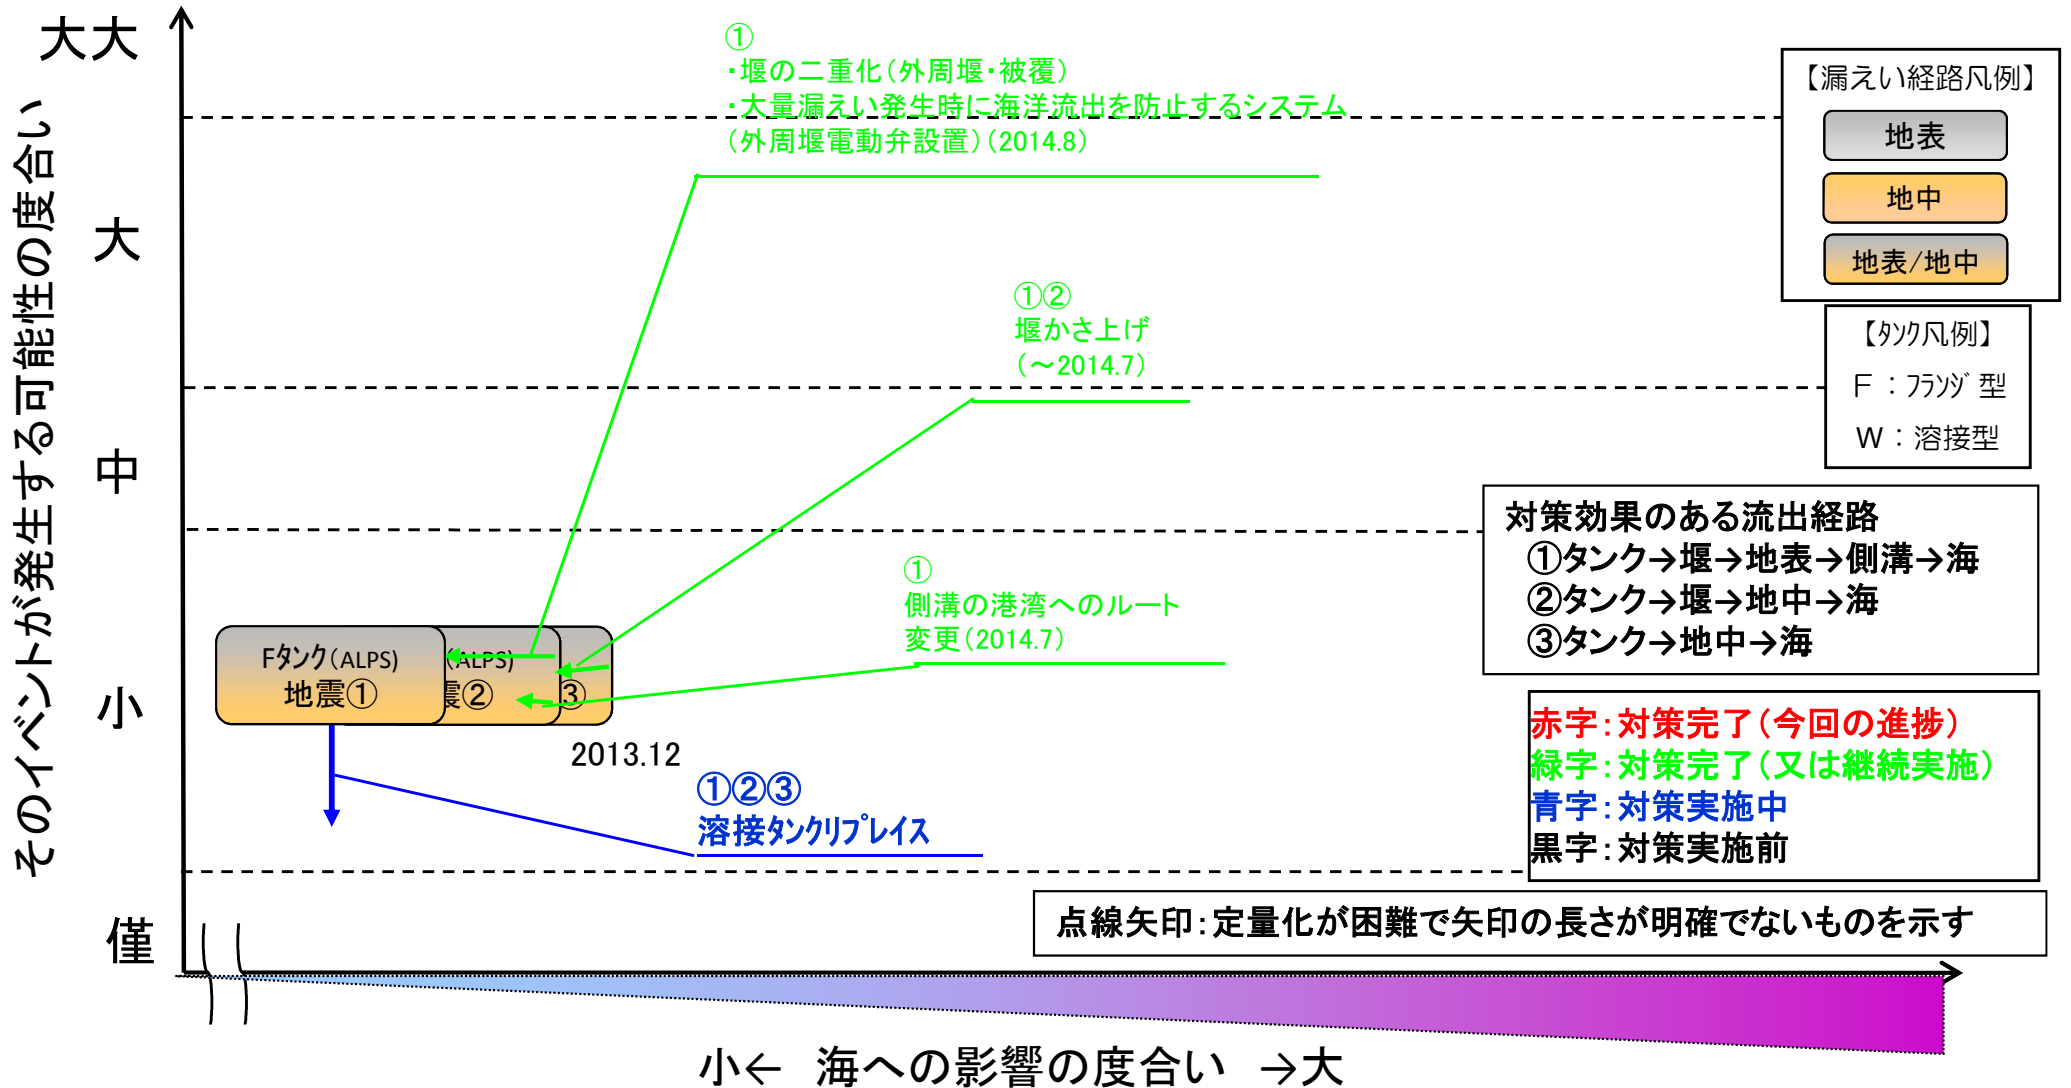 そのイベントが発生する可能性の度合い
大大
大
中
小
僅
①
・堰の二重化(外周堰・被覆)
・大量漏えい発生時に海洋流出を防止するシステム
(外周堰電動弁設置)(2014.8)
①②
堰かさ上げ
(～2014.7)
①
側溝の港湾へのルート
変更(2014.7)
Fタンク(ALPS)
地震①
(ALPS)
震②
③
2013.12
①②③
溶接タンクリプレイス
【漏えい経路凡例】
地表
地中
地表/地中
【ﾀﾝｸ凡例】
F：ﾌﾗﾝｼﾞ型
W：溶接型
対策効果のある流出経路
①タンク→堰→地表→側溝→海
②タンク→堰→地中→海
③タンク→地中→海
赤字：対策完了(今回の進捗)
緑字：対策完了(又は継続実施)
青字：対策実施中
黒字：対策実施前
点線矢印：定量化が困難で矢印の長さが明確でないものを示す
小← 海への影響の度合い →大